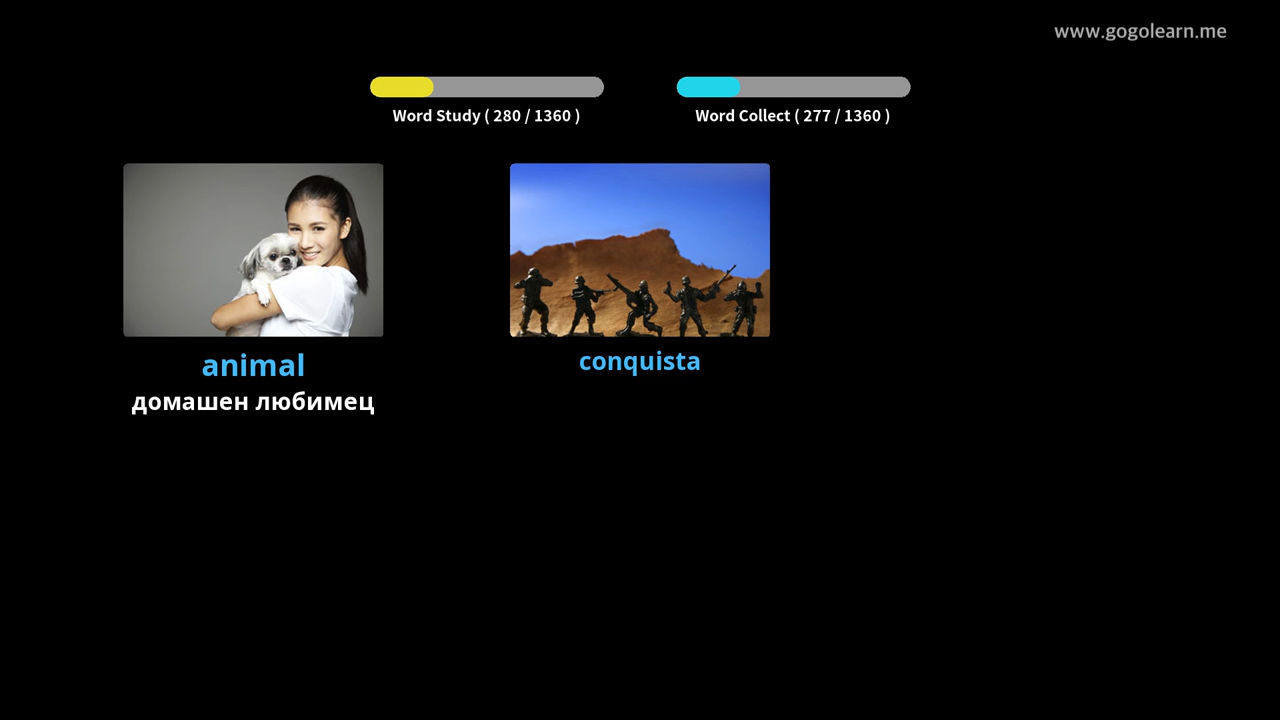 www.gogolearn.me
Word Study ( 280 / 1360 )
Word Collect ( 277 / 1360 )
animal
домашен любимец
conquista